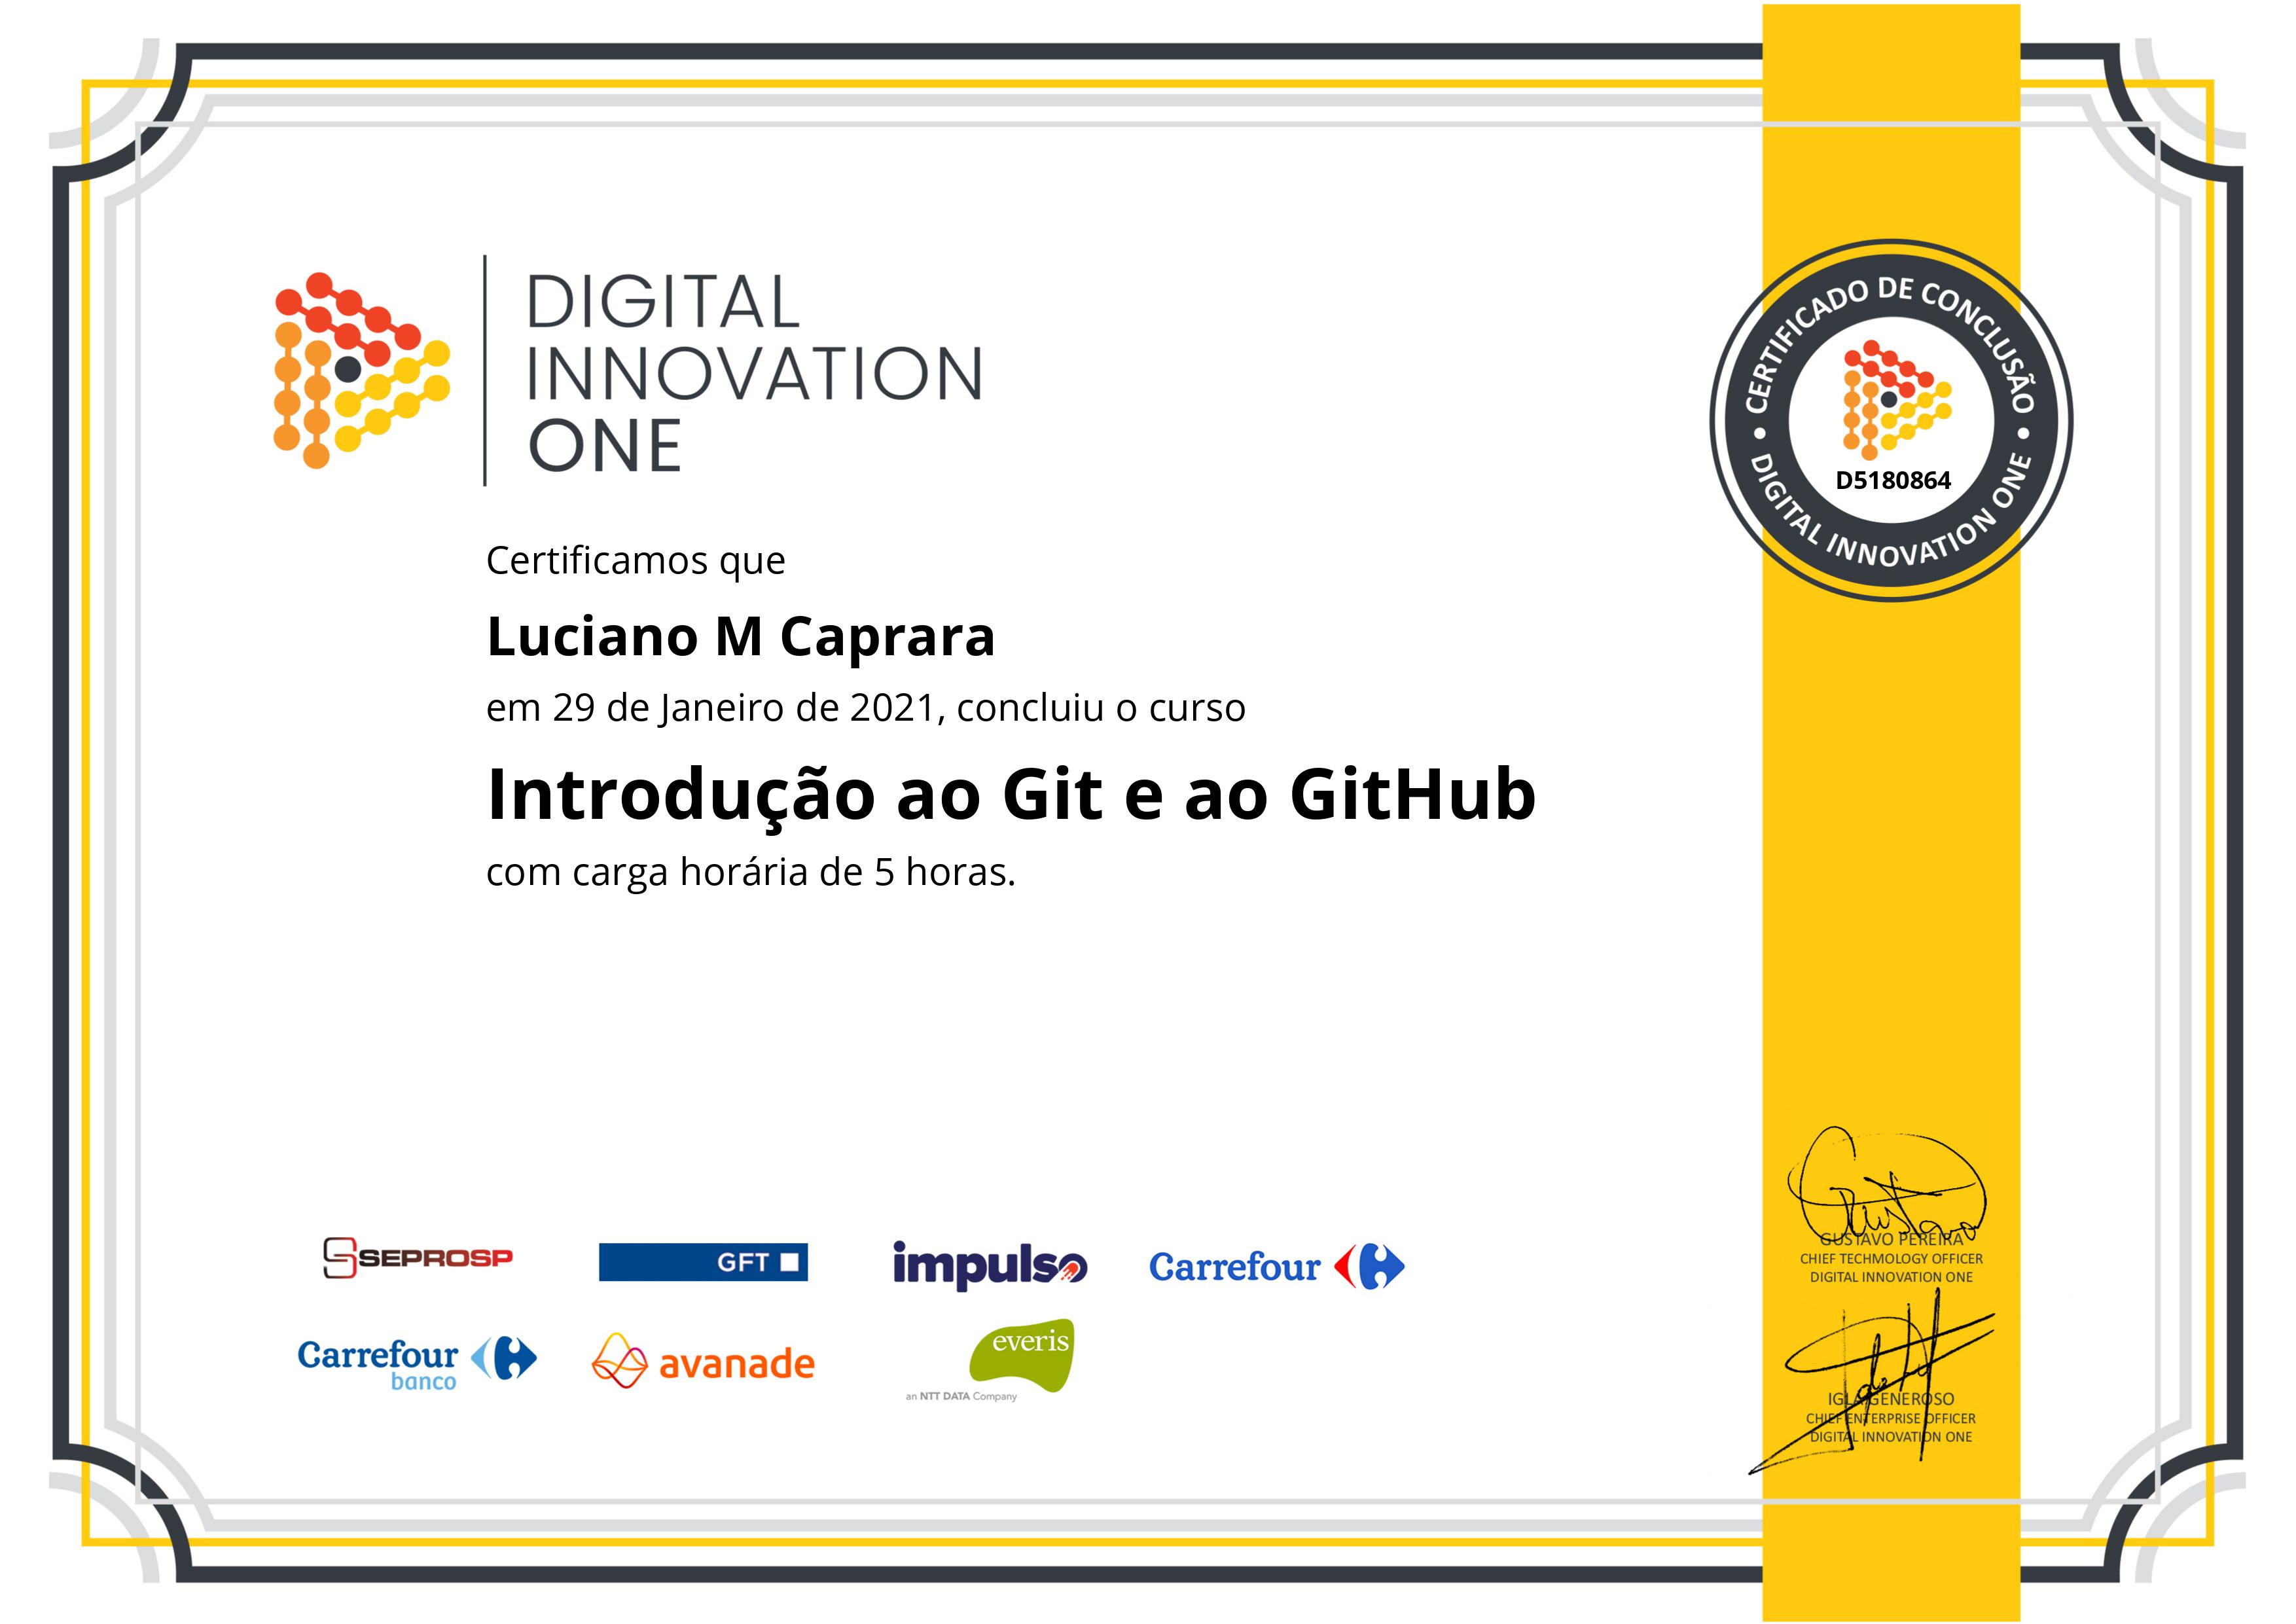 DIGITAL
INNOVATION
ONE
CERTIFICADO DE CONCLUSÃO
D5180864
DIGITAL INNOVATION ONE
Certificamos que
Luciano M Caprara
em 29 de Janeiro de 2021, concluiu o curso
Introdução ao Git e ao GitHub
com carga horária de 5 horas.
SEPROSP
GFT
impulso
Carrefour
Carrefour
banco
avanade
everis
an NTT DATA Company
Gustavo
GUSTAVO PEREIRA
CHIEF TECHMOLOGY OFFICER
DIGITAL INNOVATION ONE
IGLA GENEROSO
CHIEF ENTERPRISE OFFICER
DIGITAL INNOVATION ONE